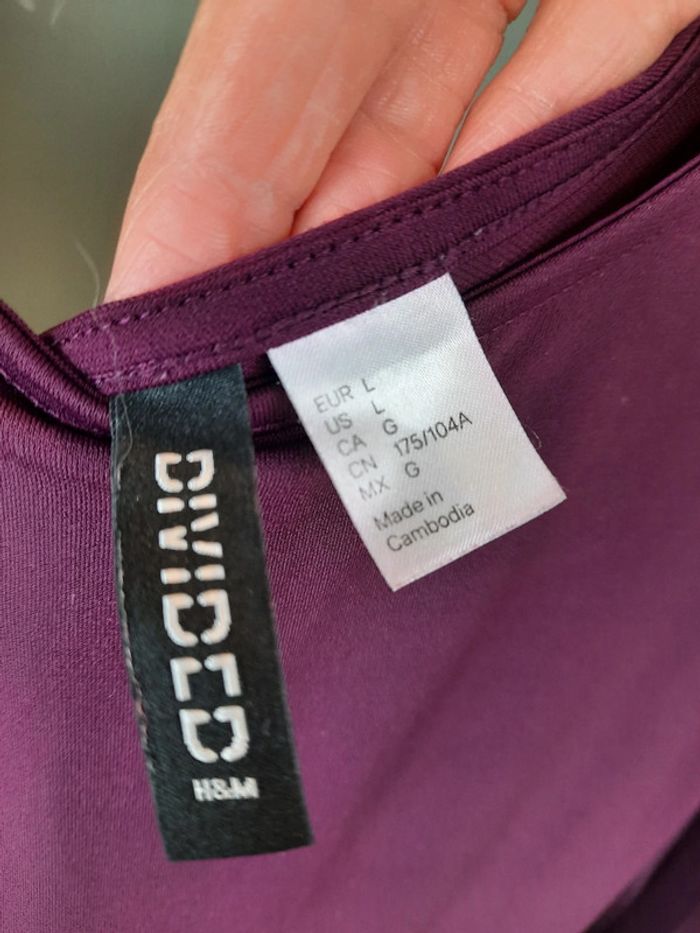 DIVIDED
H&M
EUR L
US L
CA G
CN 175/104A
MX G
Made in
Cambodia